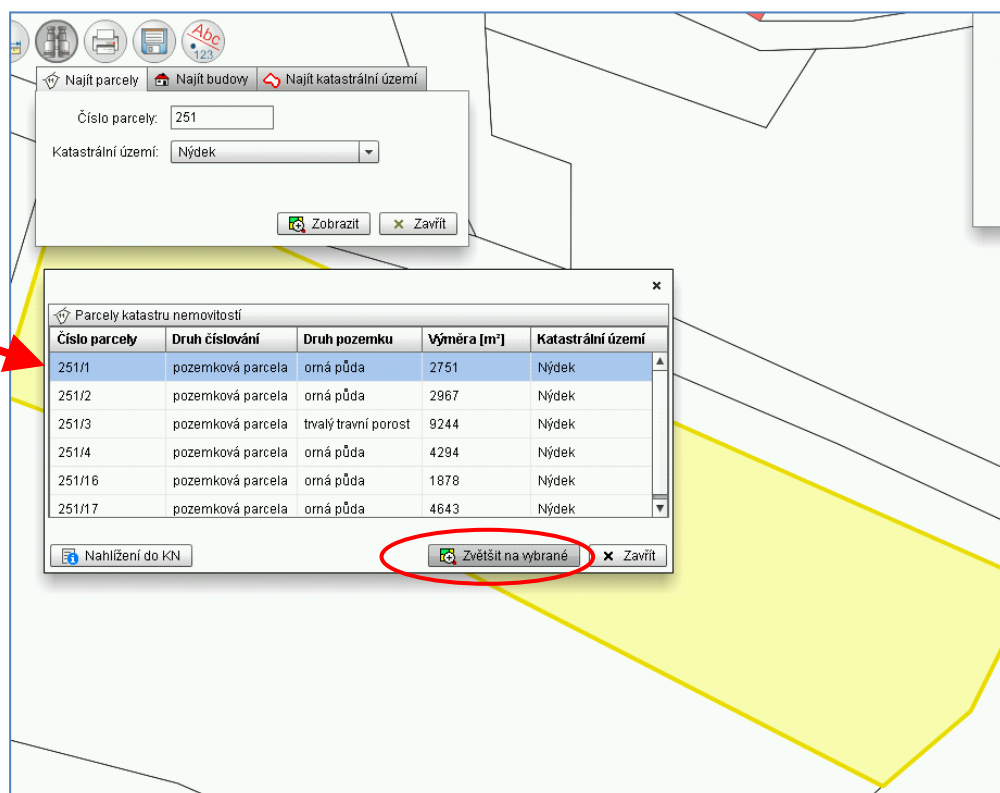 Abc
123
Najít parcely Najít budovy Najít katastrální území
Číslo parcely: 251
Katastrální území: Nýdek
Zobrazit Zavřít
Parcely katastru nemovitostí
Číslo parcely Druh číslování Druh pozemku Výměra [m²] Katastrální území
251/1 pozemková parcela orná půda 2751 Nýdek
251/2 pozemková parcela orná půda 2967 Nýdek
251/3 pozemková parcela trvalý travní porost 9244 Nýdek
251/4 pozemková parcela orná půda 4294 Nýdek
251/16 pozemková parcela orná půda 1878 Nýdek
251/17 pozemková parcela orná půda 4643 Nýdek
Nahlížení do KN Zvětšit na vybrané Zavřít